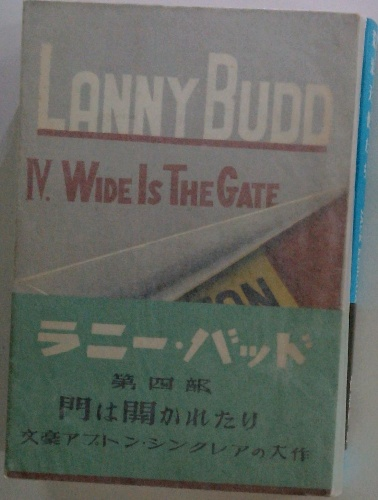 LANNY BUDD
IV. WIDE IS THE GATE
ラニー・バッド
第四部
門は開かれたり
文豪アプトン・シンクレアの大作